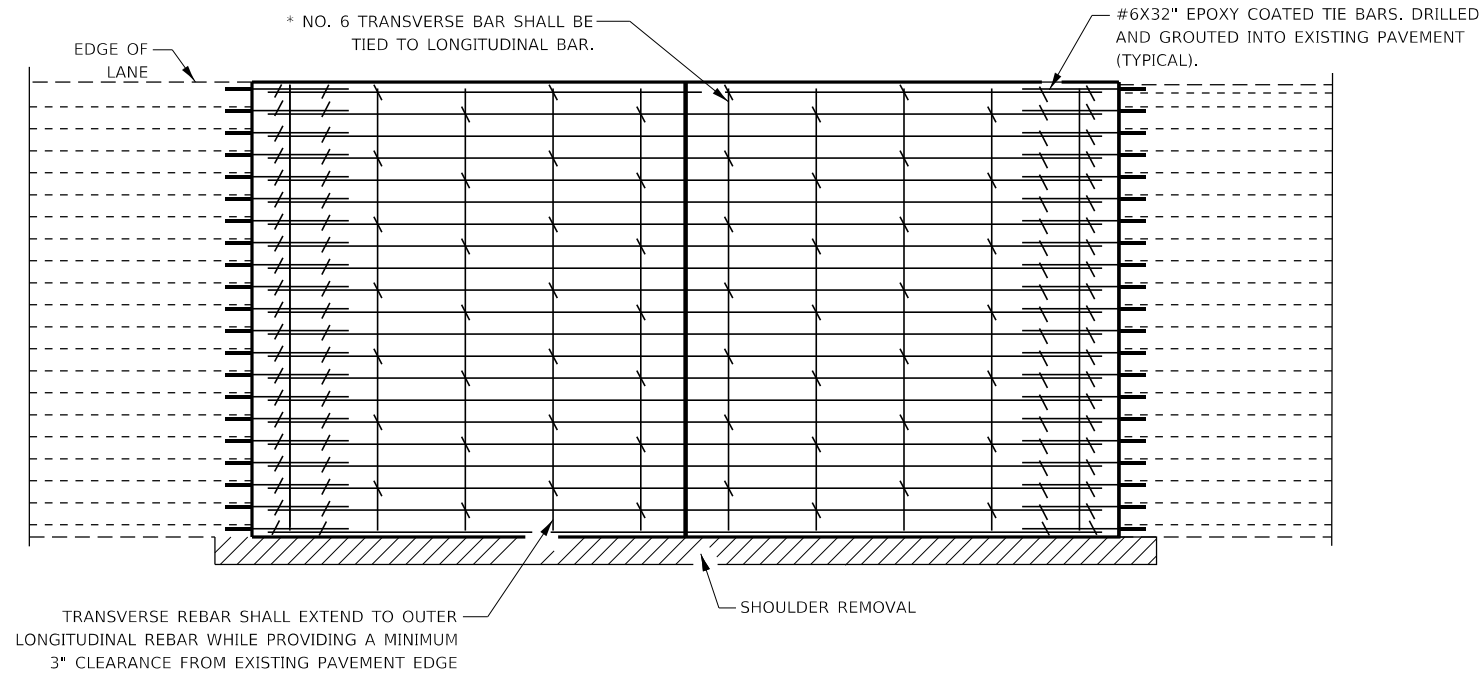 * NO. 6 TRANSVERSE BAR SHALL BE
TIED TO LONGITUDINAL BAR.
#6X32" EPOXY COATED TIE BARS. DRILLED
AND GROUTED INTO EXISTING PAVEMENT
(TYPICAL).
EDGE OF
LANE
TRANSVERSE REBAR SHALL EXTEND TO OUTER
LONGITUDINAL REBAR WHILE PROVIDING A MINIMUM
3" CLEARANCE FROM EXISTING PAVEMENT EDGE
SHOULDER REMOVAL